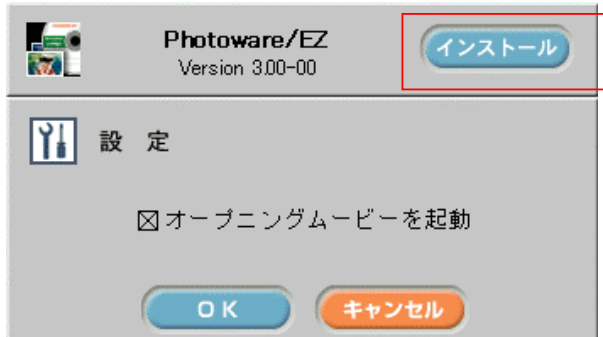 Photoware/EZ
インストール
Version 3.00-00
設 定
オープニングムービーを起動
OK
キャンセル